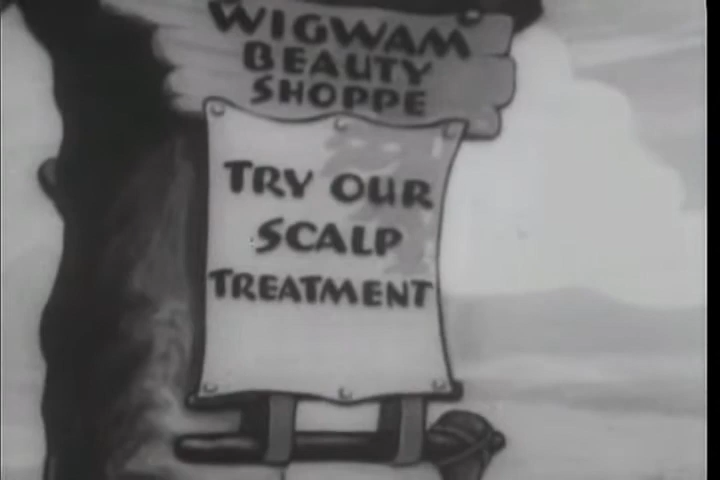 WIGWAM
BEAUTY
SHOPPE
TRY OUR
SCALP
TREATMENT